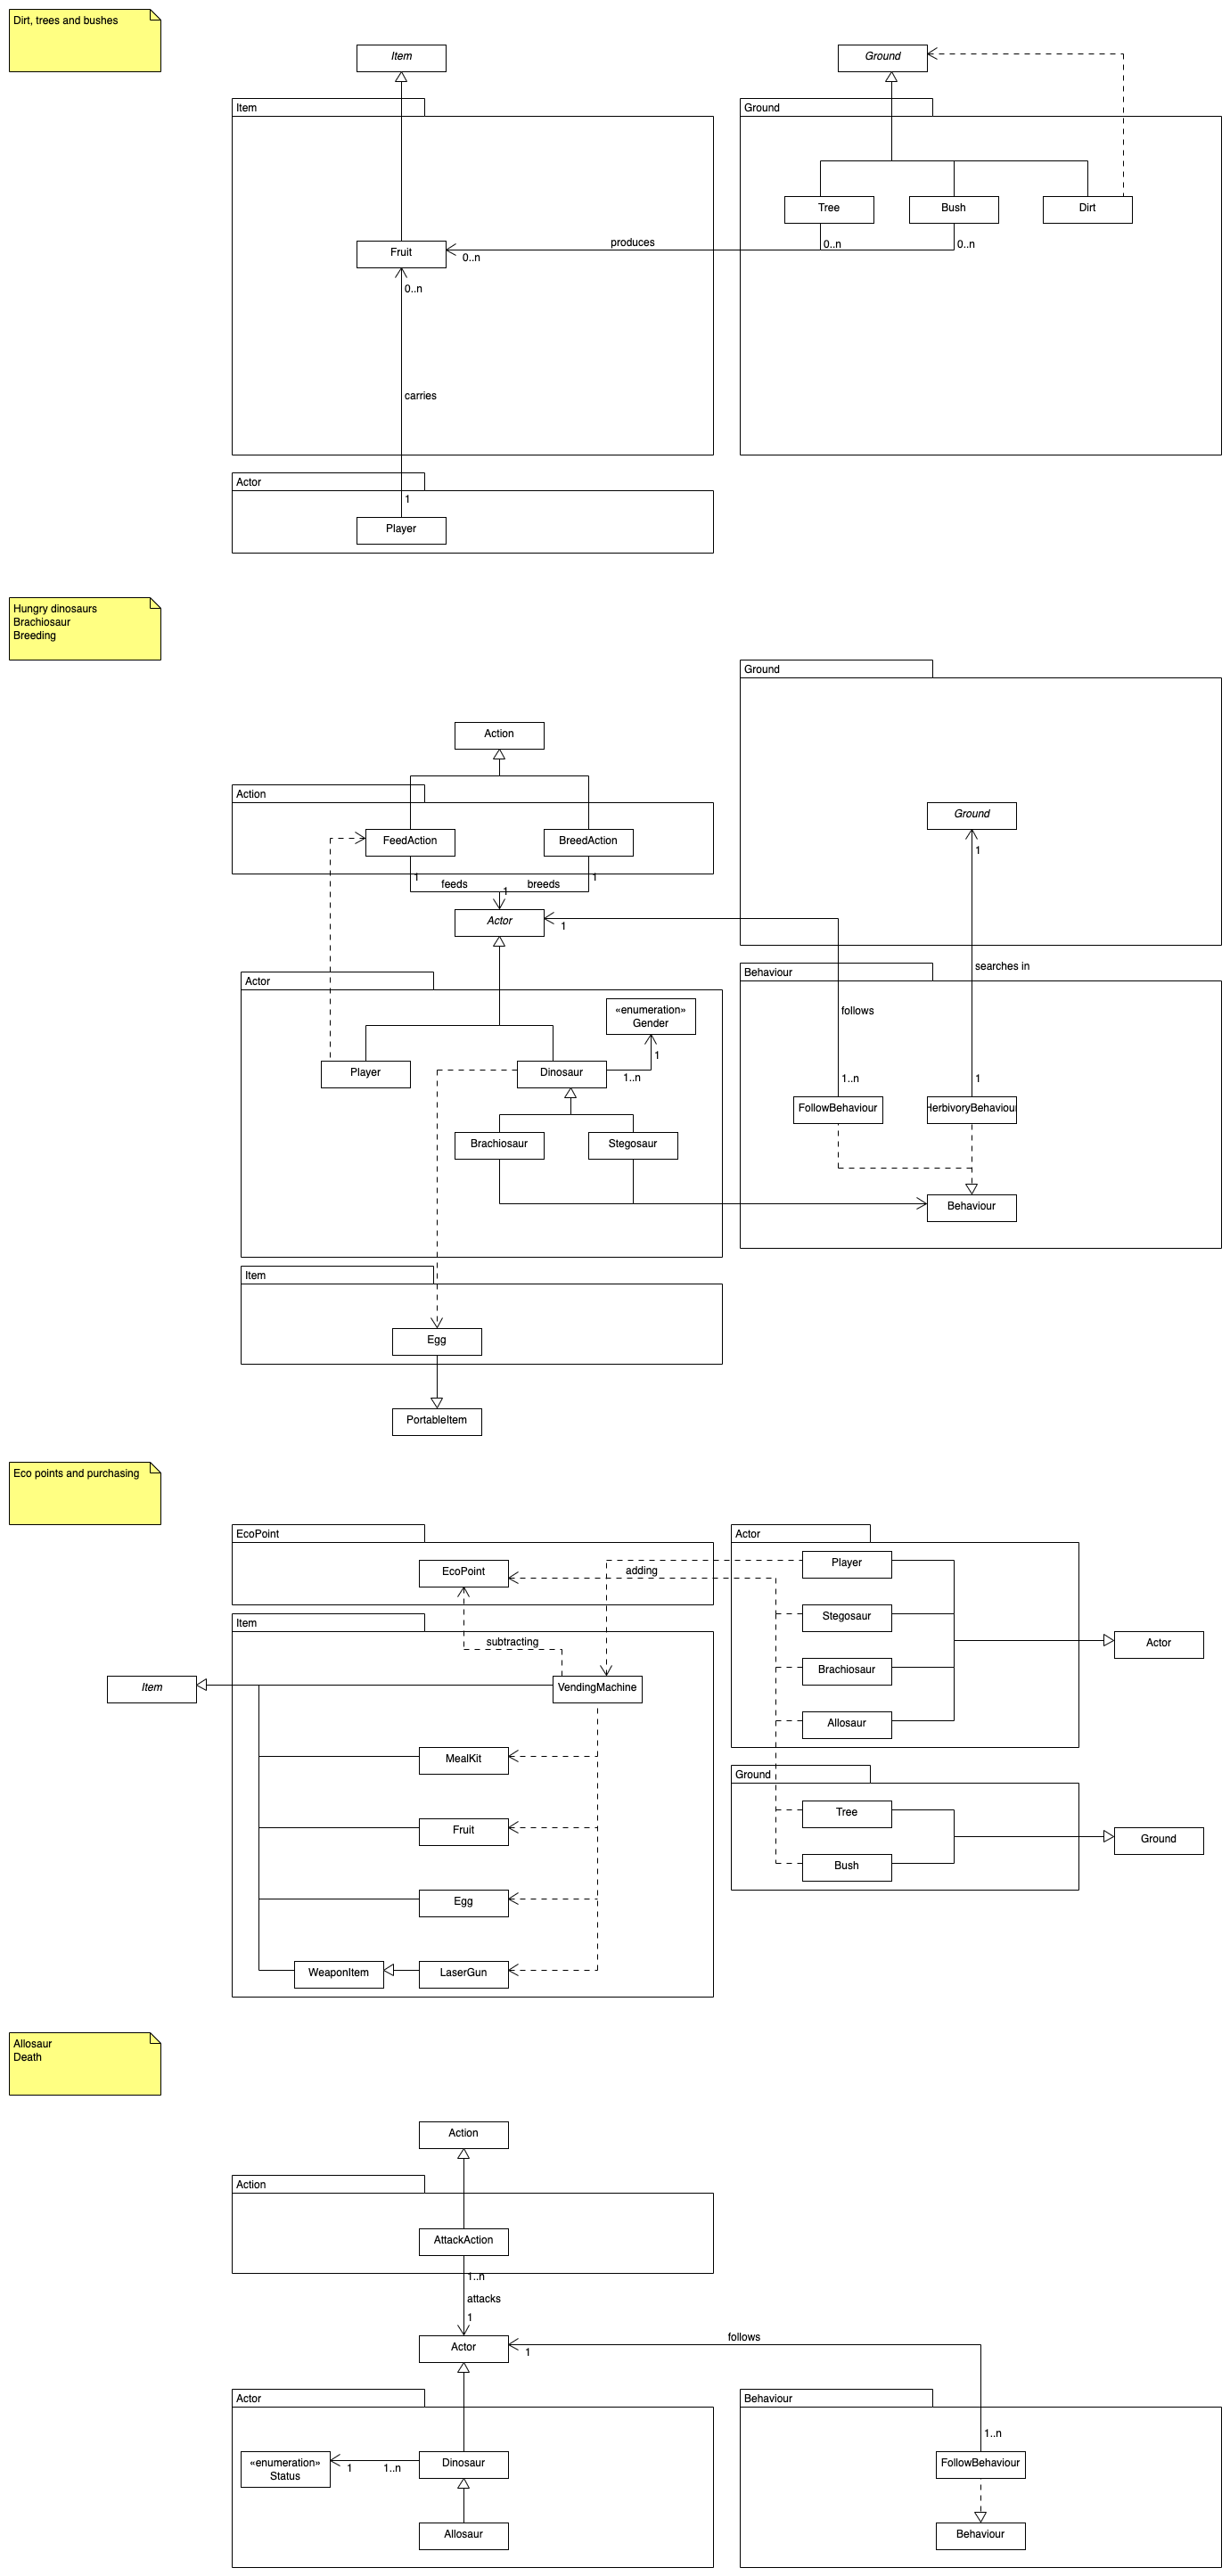 Dirt, trees and bushes
Item
Ground
Item
Ground
Tree
Bush
Dirt
produces
0..n
0..n
Fruit
0..n
0..n
carries
Actor
1
Player
Hungry dinosaurs
Brachiosaur
Breeding
Ground
Action
Action
Ground
FeedAction
BreedAction
1
1
1
feeds
breeds
1
Actor
1
searches in
Behaviour
Actor
«enumeration»
Gender
follows
1
Player
Dinosaur
1..n
1..n
1
FollowBehaviour
HerbivoryBehaviour
Brachiosaur
Stegosaur
Behaviour
Item
Egg
PortableItem
Eco points and purchasing
EcoPoint
Actor
EcoPoint
adding
Player
Item
Stegosaur
subtracting
Actor
Item
VendingMachine
Brachiosaur
Allosaur
MealKit
Ground
Tree
Fruit
Ground
Bush
Egg
WeaponItem
LaserGun
Allosaur
Death
Action
Action
AttackAction
1..n
attacks
1
Actor
follows
1
Actor
Behaviour
1..n
«enumeration»
Status
1
1..n
Dinosaur
FollowBehaviour
Allosaur
Behaviour